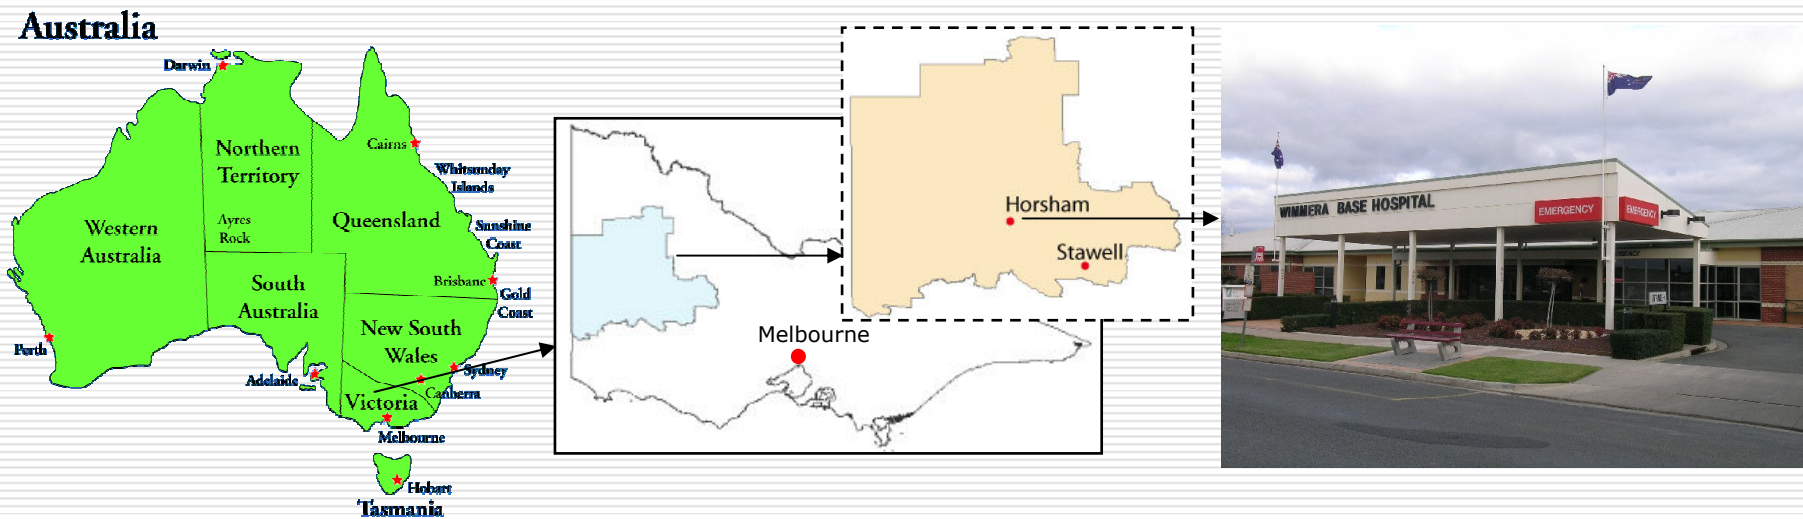 Australia
Darwin
Cairns
Northern
Territory
Whitsunday
Islands
Western
Australia
Ayres
Rock
Queensland
Sunshine
Coast
South
Australia
Brisbane
Gold
Coast
New South
Wales
Perth
Adelaide
Sydney
Canberra
Victoria
Melbourne
Hobart
Tasmania
Melbourne
Horsham
Stawell
WIMMERA BASE HOSPITAL
EMERGENCY
EMERGENCY